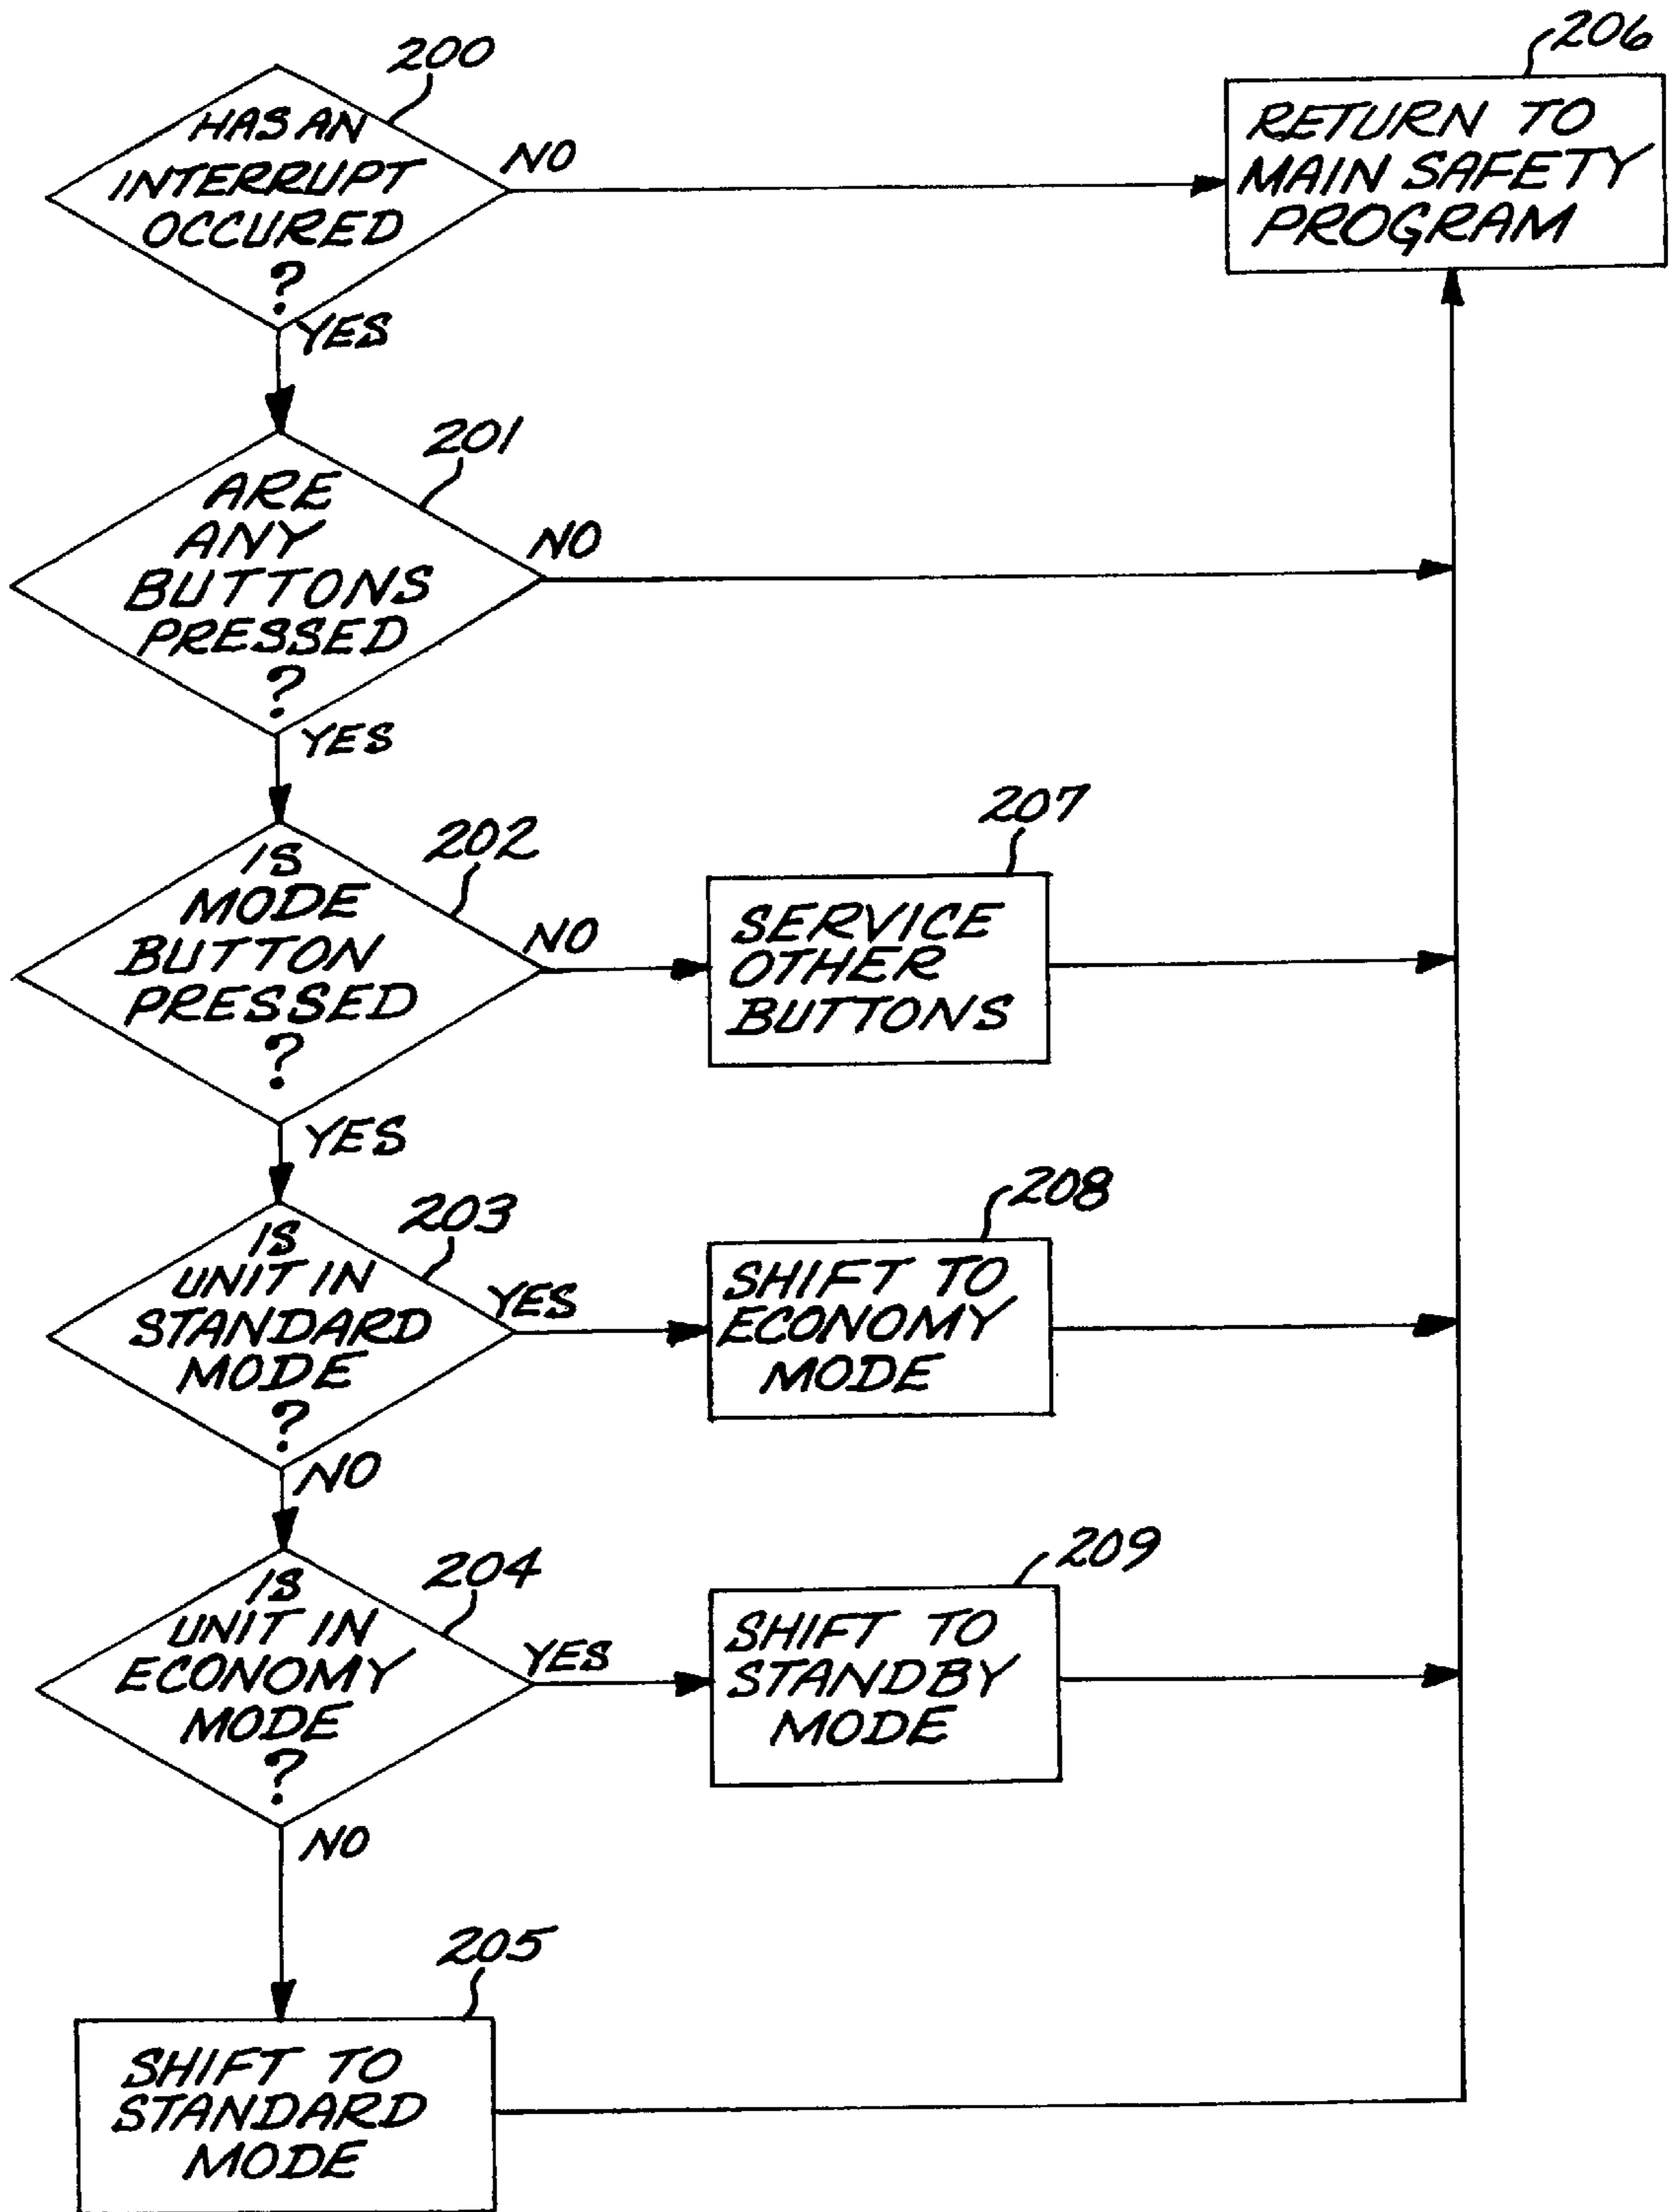 200
HAS AN
INTERRUPT
OCCURED
?
NO
YES
206
RETURN TO
MAIN SAFETY
PROGRAM
201
ARE
ANY
BUTTONS
PRESSED
?
NO
YES
202
IS
MODE
BUTTON
PRESSED
?
NO
YES
207
SERVICE
OTHER
BUTTONS
203
IS
UNIT IN
STANDARD
MODE
?
YES
NO
208
SHIFT TO
ECONOMY
MODE
204
IS
UNIT IN
ECONOMY
MODE
?
YES
NO
209
SHIFT TO
STANDBY
MODE
205
SHIFT TO
STANDARD
MODE